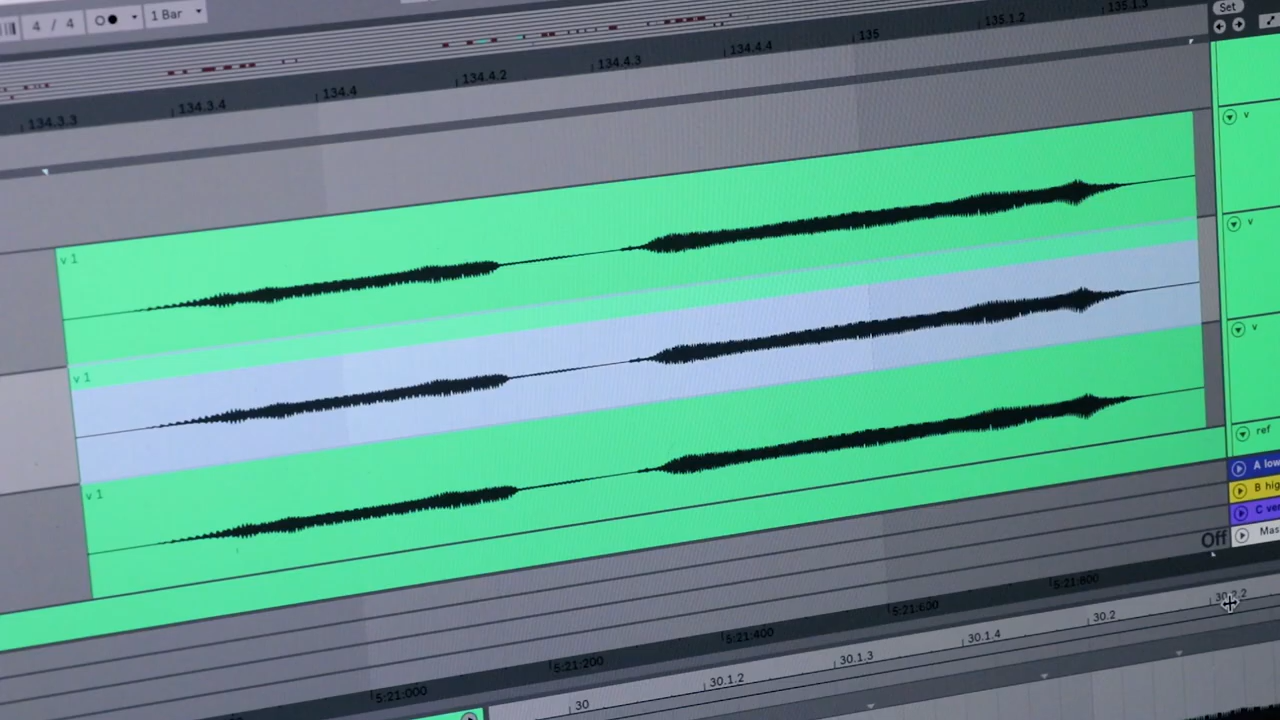 4 / 4 1 Bar
Set
134.3.3 134.3.4 134.4 134.4.2 134.4.3 134.4.4 135 135.1.2 135.1.3
v 1
v
v 1
v
v 1
v
ref
A low
B hig
C ve
Off Mas
5:21:000 5:21:200 5:21:400 5:21:600 5:21:800
30 30.1.2 30.1.3 30.1.4 30.2 30.2.2